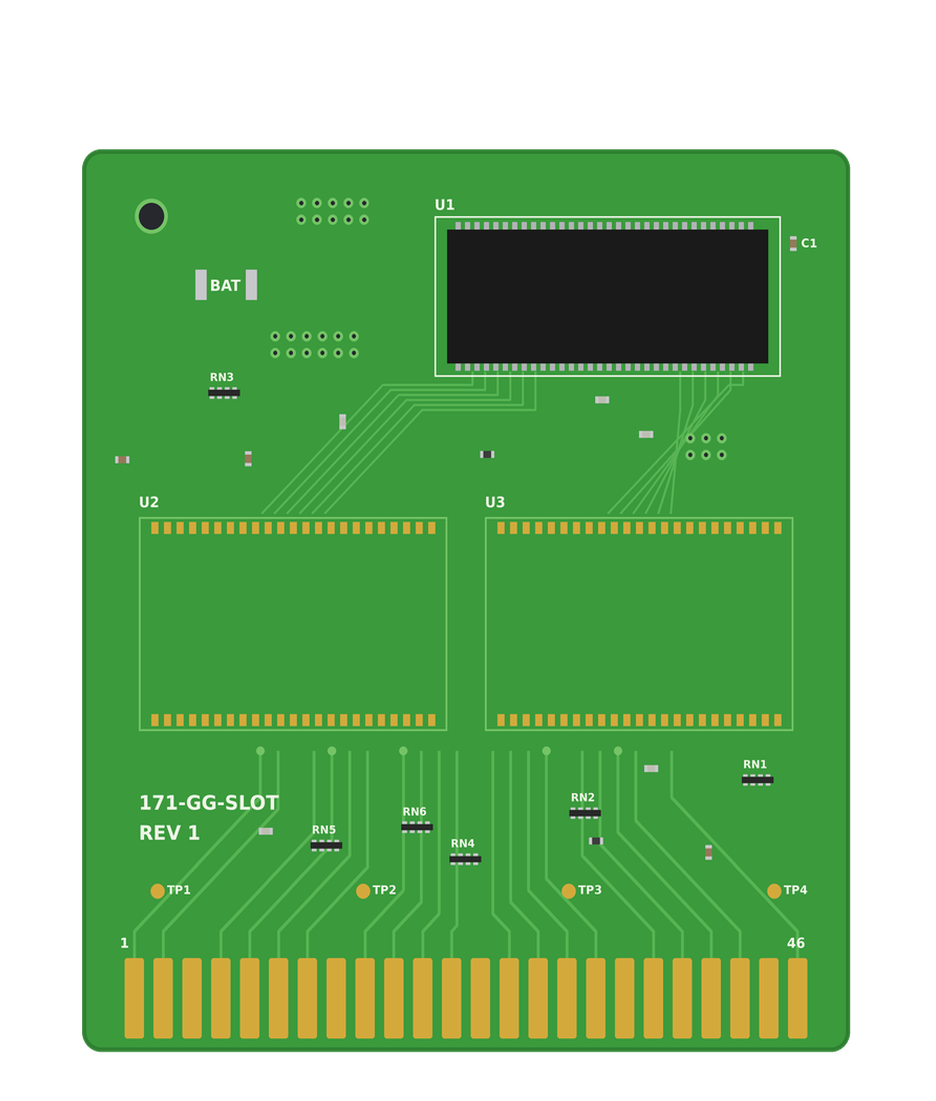 U1
C1
BAT
RN3
U2
U3
RN1
RN2
171-GG-SLOT
RN6
REV 1
RN5
RN4
TP1
TP2
TP3
TP4
1
46